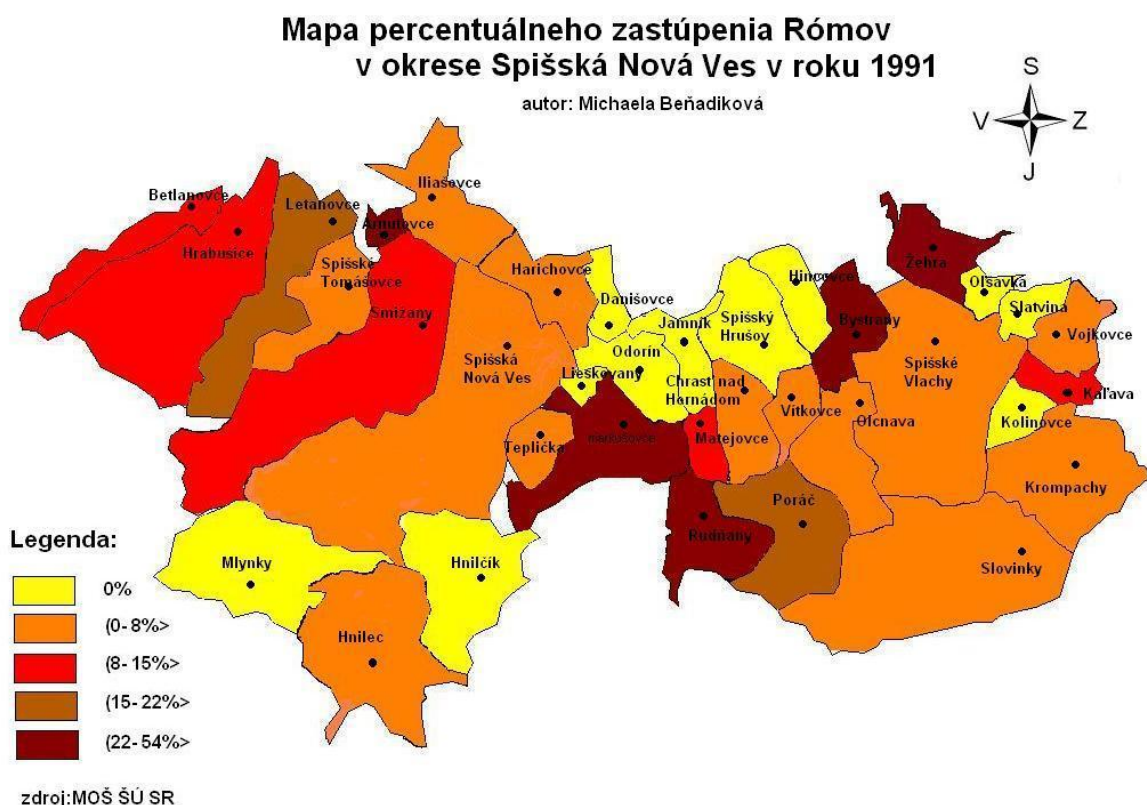 Mapa percentuálneho zastúpenia Rómov
v okrese Spišská Nová Ves v roku 1991
autor: Michaela Beňadiková
S
V Z
J
Iliašovce
Betlanovce
Letanovce
Arnutovce
Hrabušice
Spišské
Tomášovce
Harichovce
Smižany
Žehra
Hincovce
Oľšavka
Danišovce
Slatvina
Jamník
Spišský
Hrušov
Bystrany
Vojkovce
Spišská
Nová Ves
Odorín
Spišské
Vlachy
Lieskovany
Chrasť nad
Hornádom
Kaľava
Vítkovce
Oľcnava
Kolinovce
Teplička
markušovce
Matejovce
Krompachy
Poráč
Rudňany
Slovinky
Mlynky
Hnilčík
Hnilec
Legenda:
0%
(0- 8%>
(8- 15%>
(15- 22%>
(22- 54%>
zdroj:MOŠ ŠÚ SR